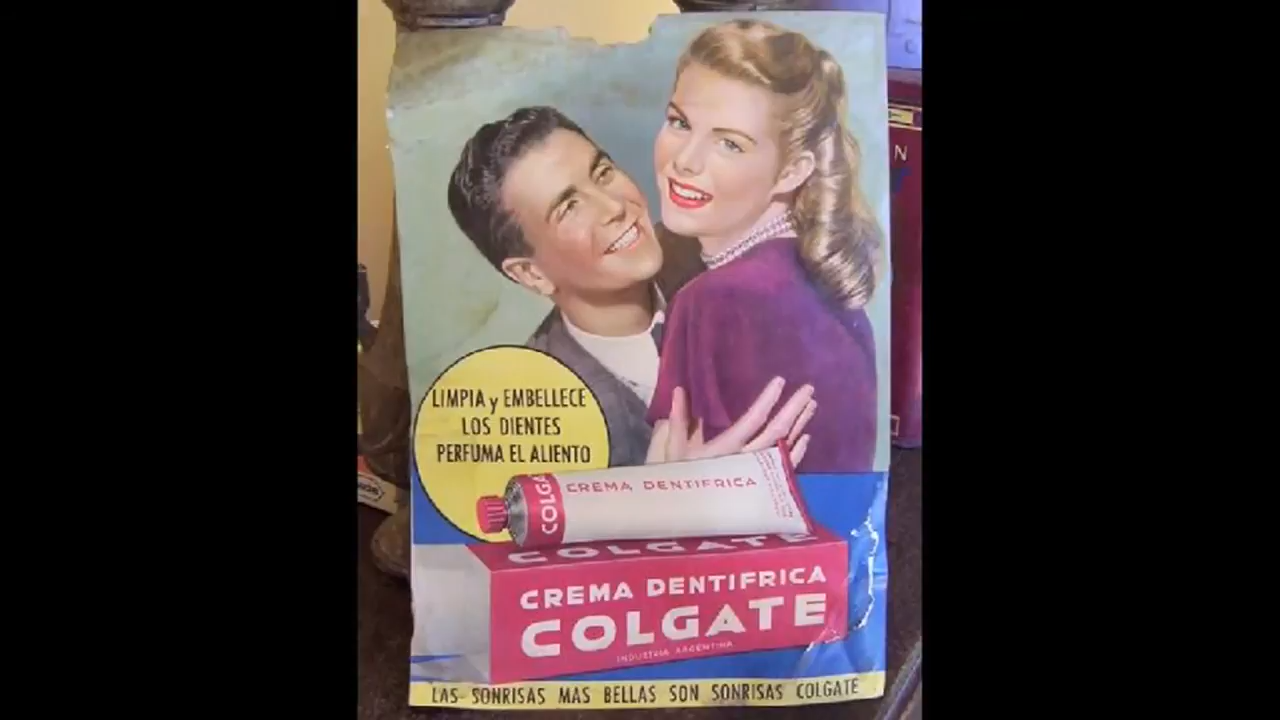 LIMPIA y EMBELLECE
LOS DIENTES
PERFUMA EL ALIENTO
COLGA
CREMA DENTIFRICA
COLGATE
CREMA DENTIFRICA
COLGATE
INDUSTRIA ARGENTINA
LAS SONRISAS MAS BELLAS SON SONRISAS COLGATE
N